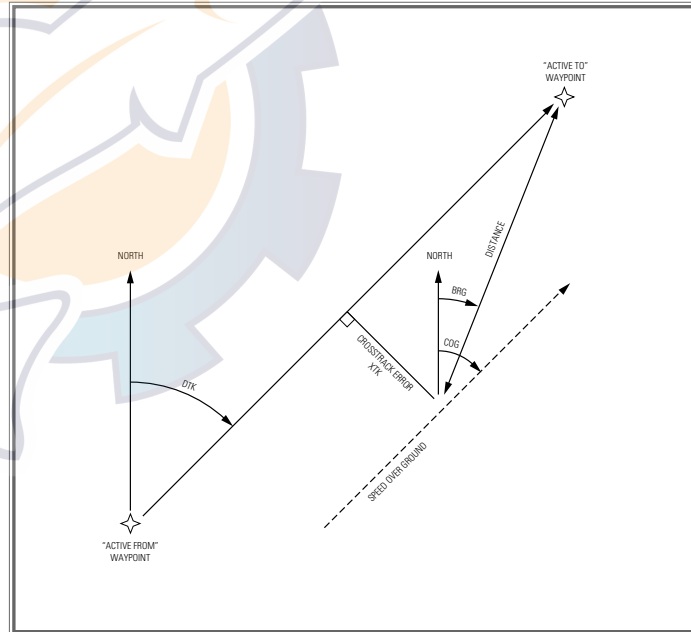 "ACTIVE TO"
WAYPOINT
NORTH
NORTH
DISTANCE
BRG
COG
CROSSTRACK ERROR
XTK
DTK
SPEED OVER GROUND
"ACTIVE FROM"
WAYPOINT